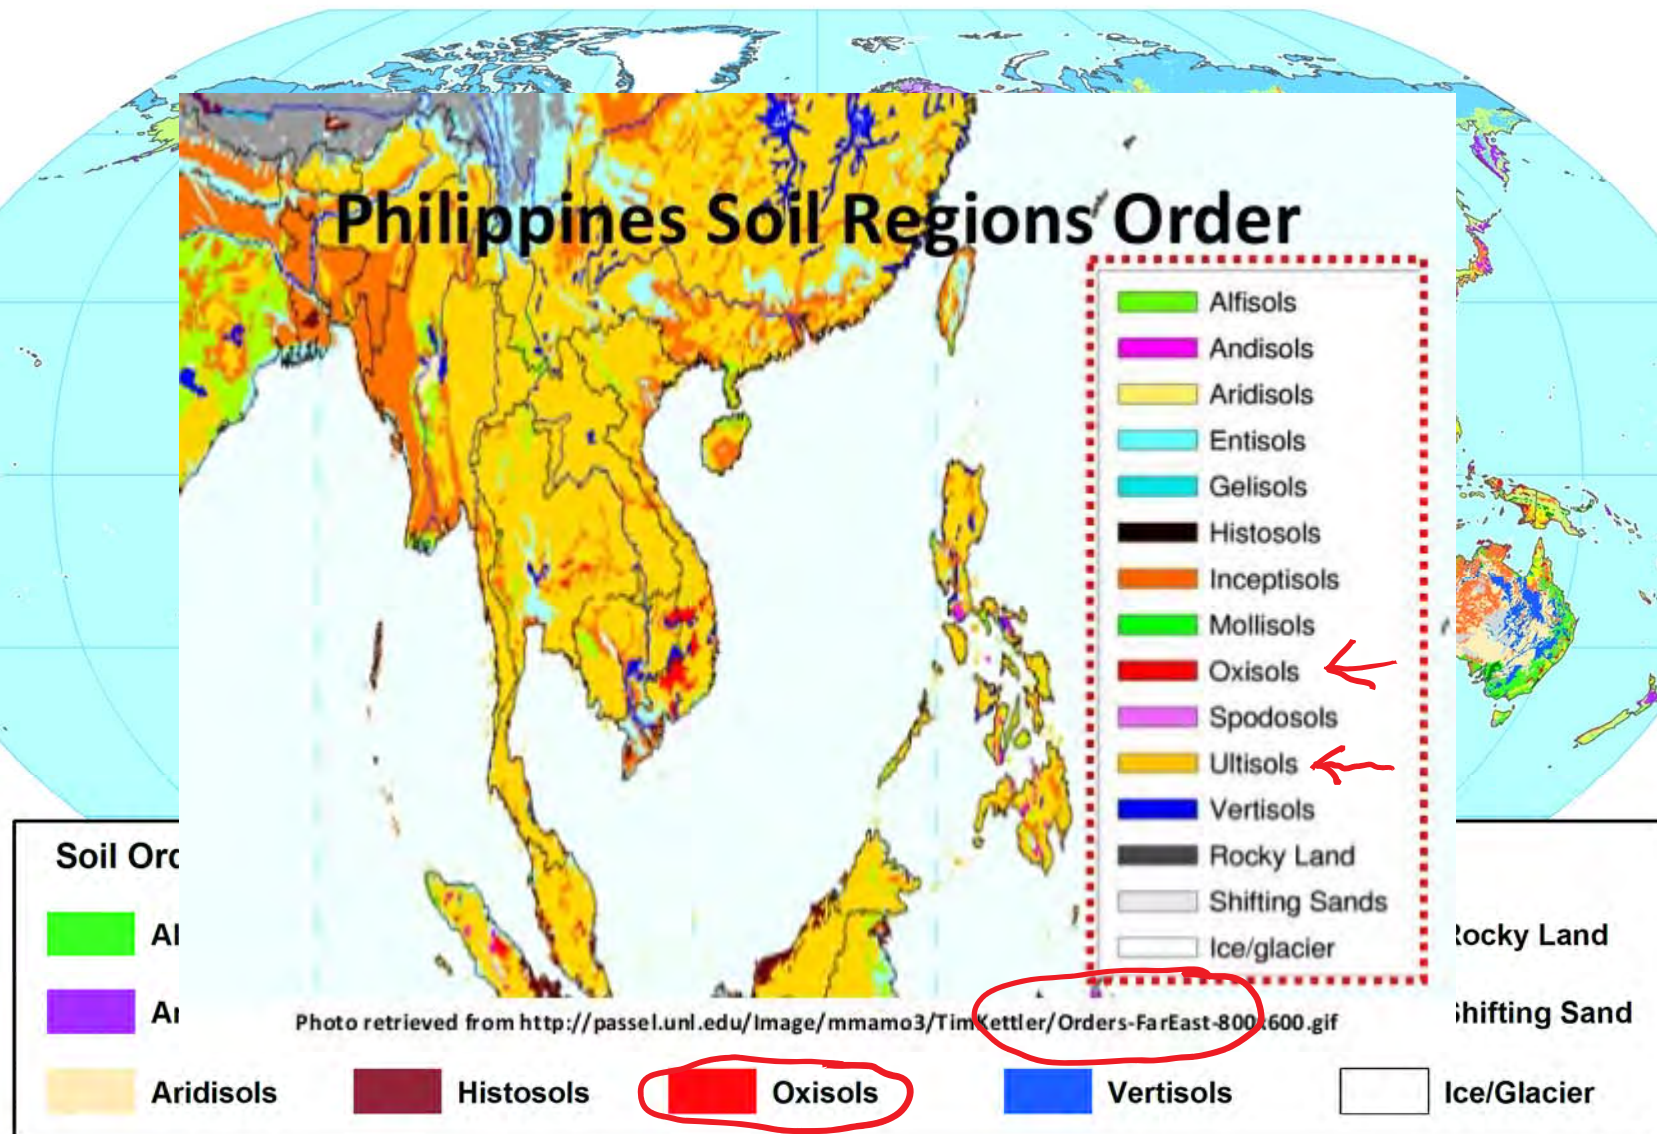 Philippines Soil Regions Order
Alfisols
Andisols
Aridisols
Entisols
Gelisols
Histosols
Inceptisols
Mollisols
Oxisols
Spodosols
Ultisols
Vertisols
Rocky Land
Shifting Sands
Ice/glacier
Photo retrieved from http://passel.unl.edu/Image/mmamo3/TimKettler/Orders-FarEast-800x600.gif
Soil Orc
Al
Ar
Rocky Land
Shifting Sand
Aridisols
Histosols
Oxisols
Vertisols
Ice/Glacier